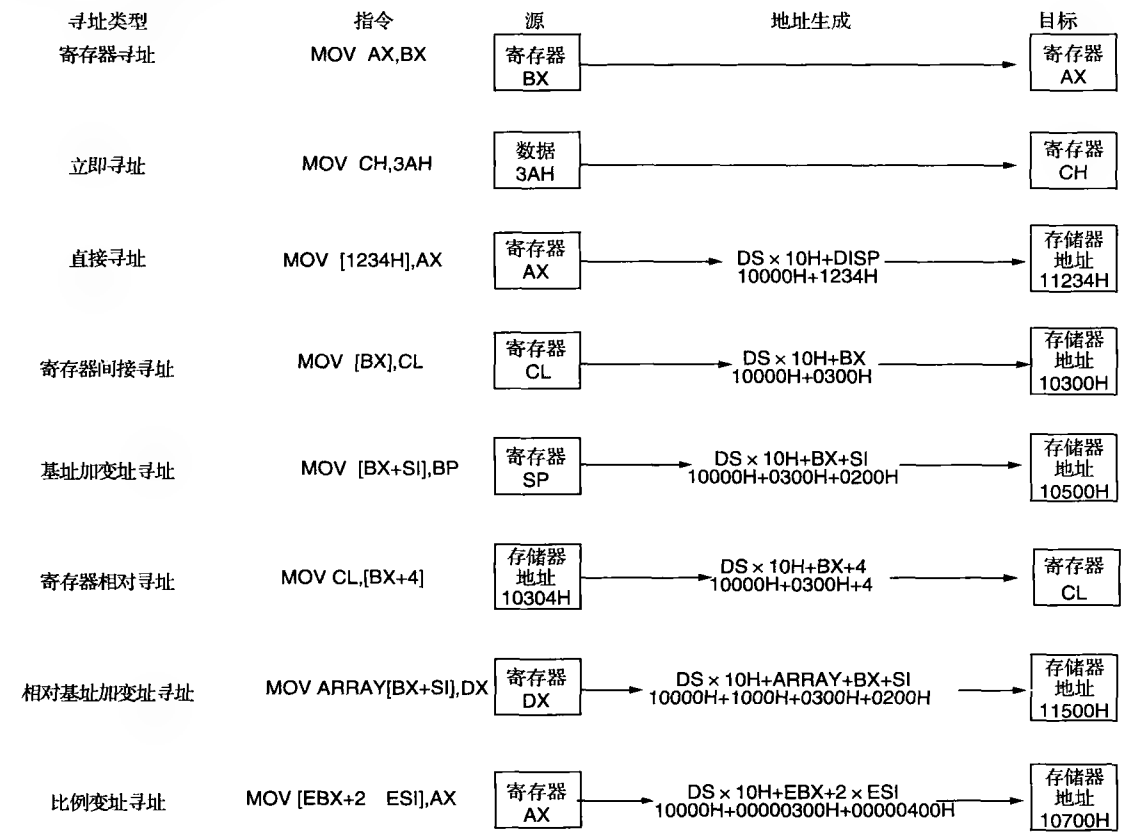 寻址类型 指令 源 地址生成 目标
寄存器寻址 MOV AX,BX 寄存器 寄存器
BX AX
立即寻址 MOV CH,3AH 数据 寄存器
3AH CH
直接寻址 MOV [1234H],AX 寄存器 DS×10H+DISP 存储器
AX 10000H+1234H 地址
11234H
寄存器间接寻址 MOV [BX],CL 寄存器 DS×10H+BX 存储器
CL 10000H+0300H 地址
10300H
基址加变址寻址 MOV [BX+SI],BP 寄存器 DS×10H+BX+SI 存储器
SP 10000H+0300H+0200H 地址
10500H
寄存器相对寻址 MOV CL,[BX+4] 存储器 DS×10H+BX+4 寄存器
地址 10000H+0300H+4 CL
10304H
相对基址加变址寻址 MOV ARRAY[BX+SI],DX 寄存器 DS×10H+ARRAY+BX+SI 存储器
DX 10000H+1000H+0300H+0200H 地址
11500H
比例变址寻址 MOV [EBX+2 ESI],AX 寄存器 DS×10H+EBX+2×ESI 存储器
AX 10000H+00000300H+00000400H 地址
10700H